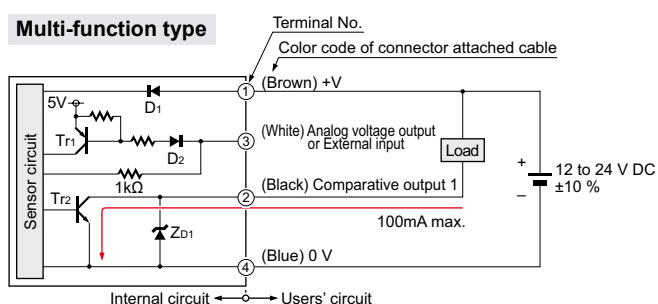 Multi-function type
Terminal No.
Color code of connector attached cable
1
(Brown) +V
D1
5V
Tr1
D2
3
(White) Analog voltage output
or External input
Load
Sensor circuit
1kΩ
+
12 to 24 V DC
±10 %
–
Tr2
2
(Black) Comparative output 1
100mA max.
ZD1
4
(Blue) 0 V
Internal circuit
Users' circuit